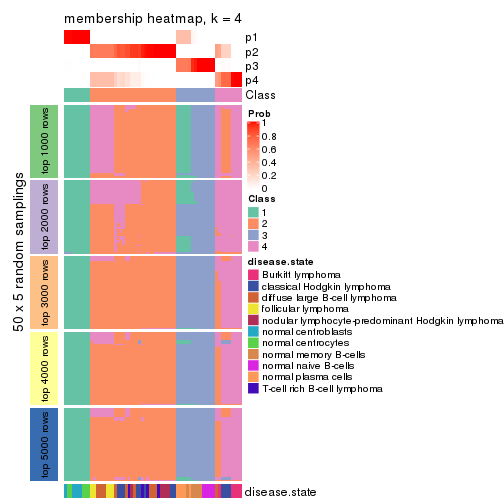 membership heatmap, k = 4
p1
p2
p3
p4
Class
50 x 5 random samplings
top 1000 rows
top 2000 rows
top 3000 rows
top 4000 rows
top 5000 rows
Prob
1
0.8
0.6
0.4
0.2
0
Class
1
2
3
4
disease.state
Burkitt lymphoma
classical Hodgkin lymphoma
diffuse large B-cell lymphoma
follicular lymphoma
nodular lymphocyte-predominant Hodgkin lymphoma
normal centroblasts
normal centrocytes
normal memory B-cells
normal naive B-cells
normal plasma cells
T-cell rich B-cell lymphoma
disease.state